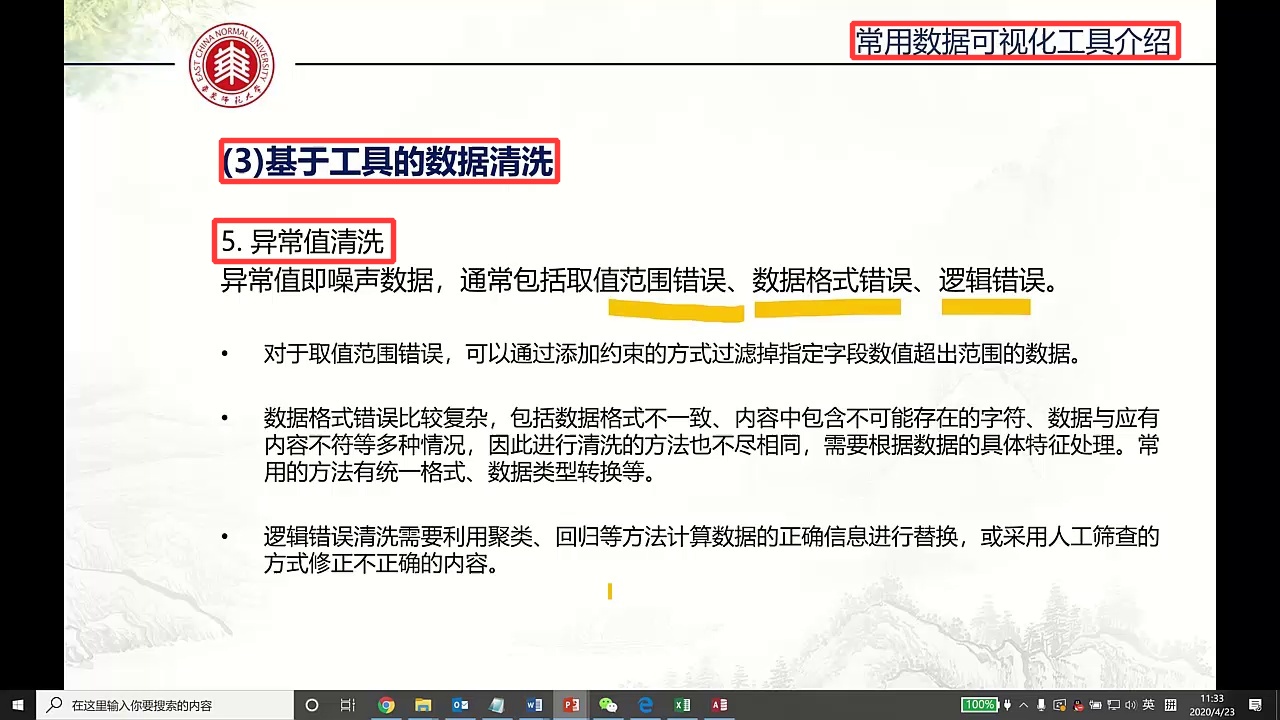 常用数据可视化工具介绍
EAST CHINA NORMAL UNIVERSITY
华东师范大学
(3)基于工具的数据清洗
5. 异常值清洗
异常值即噪声数据，通常包括取值范围错误、数据格式错误、逻辑错误。
• 对于取值范围错误，可以通过添加约束的方式过滤掉指定字段数值超出范围的数据。
• 数据格式错误比较复杂，包括数据格式不一致、内容中包含不可能存在的字符、数据与应有
内容不符等多种情况，因此进行清洗的方法也不尽相同，需要根据数据的具体特征处理。常
用的方法有统一格式、数据类型转换等。
• 逻辑错误清洗需要利用聚类、回归等方法计算数据的正确信息进行替换，或采用人工筛查的
方式修正不正确的内容。
在这里输入你要搜索的内容
100%
英
拼
11:33
2020/4/23